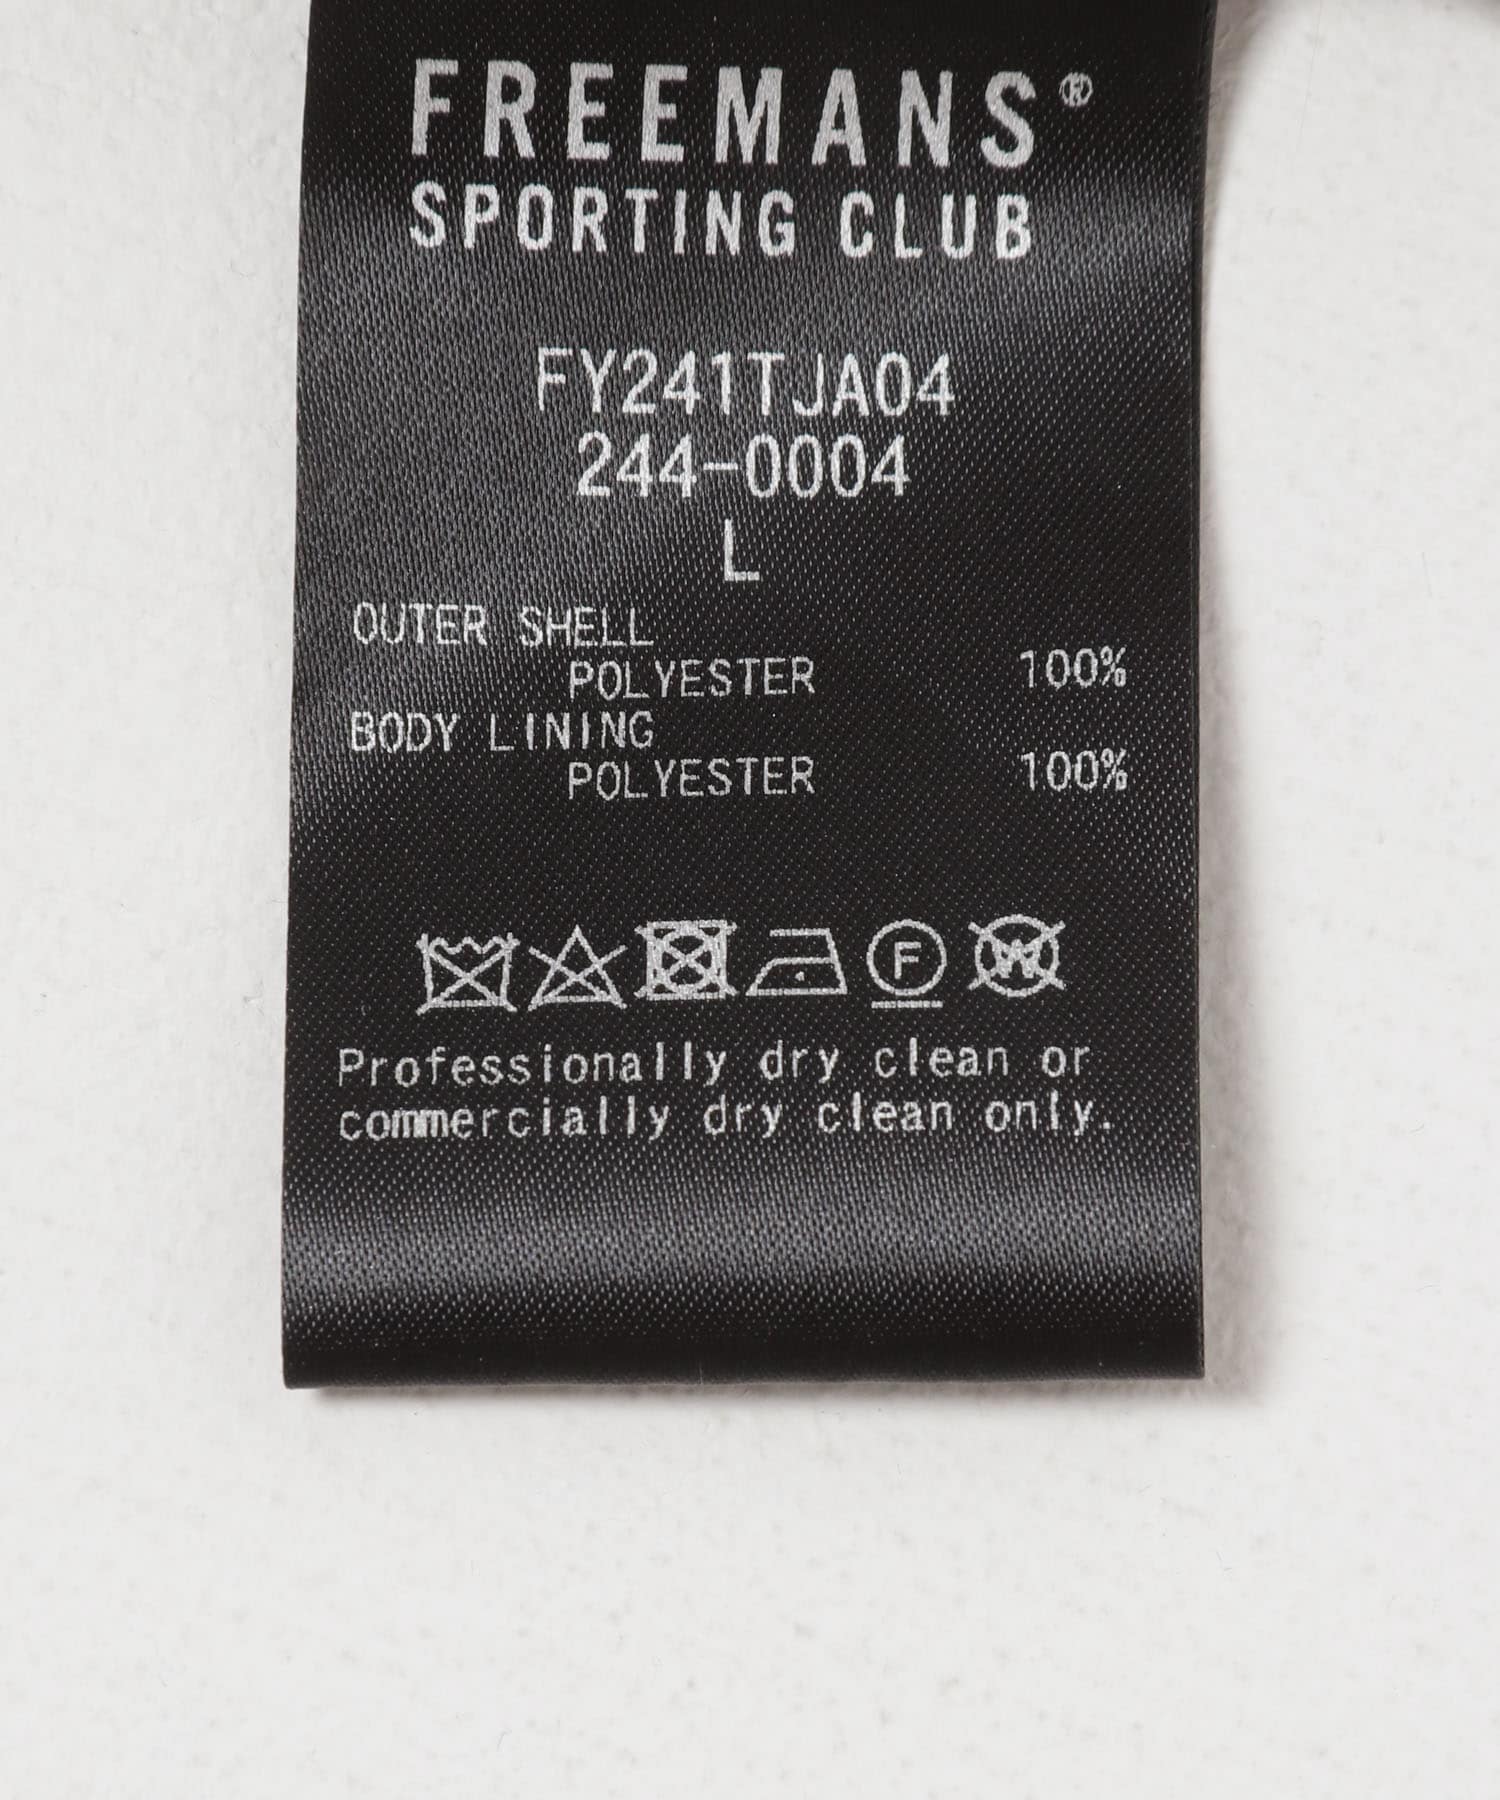 FREEMANS®
SPORTING CLUB
FY241TJA04
244-0004
L
OUTER SHELL
POLYESTER 100%
BODY LINING
POLYESTER 100%
F W
Professionally dry clean or
commercially dry clean only.